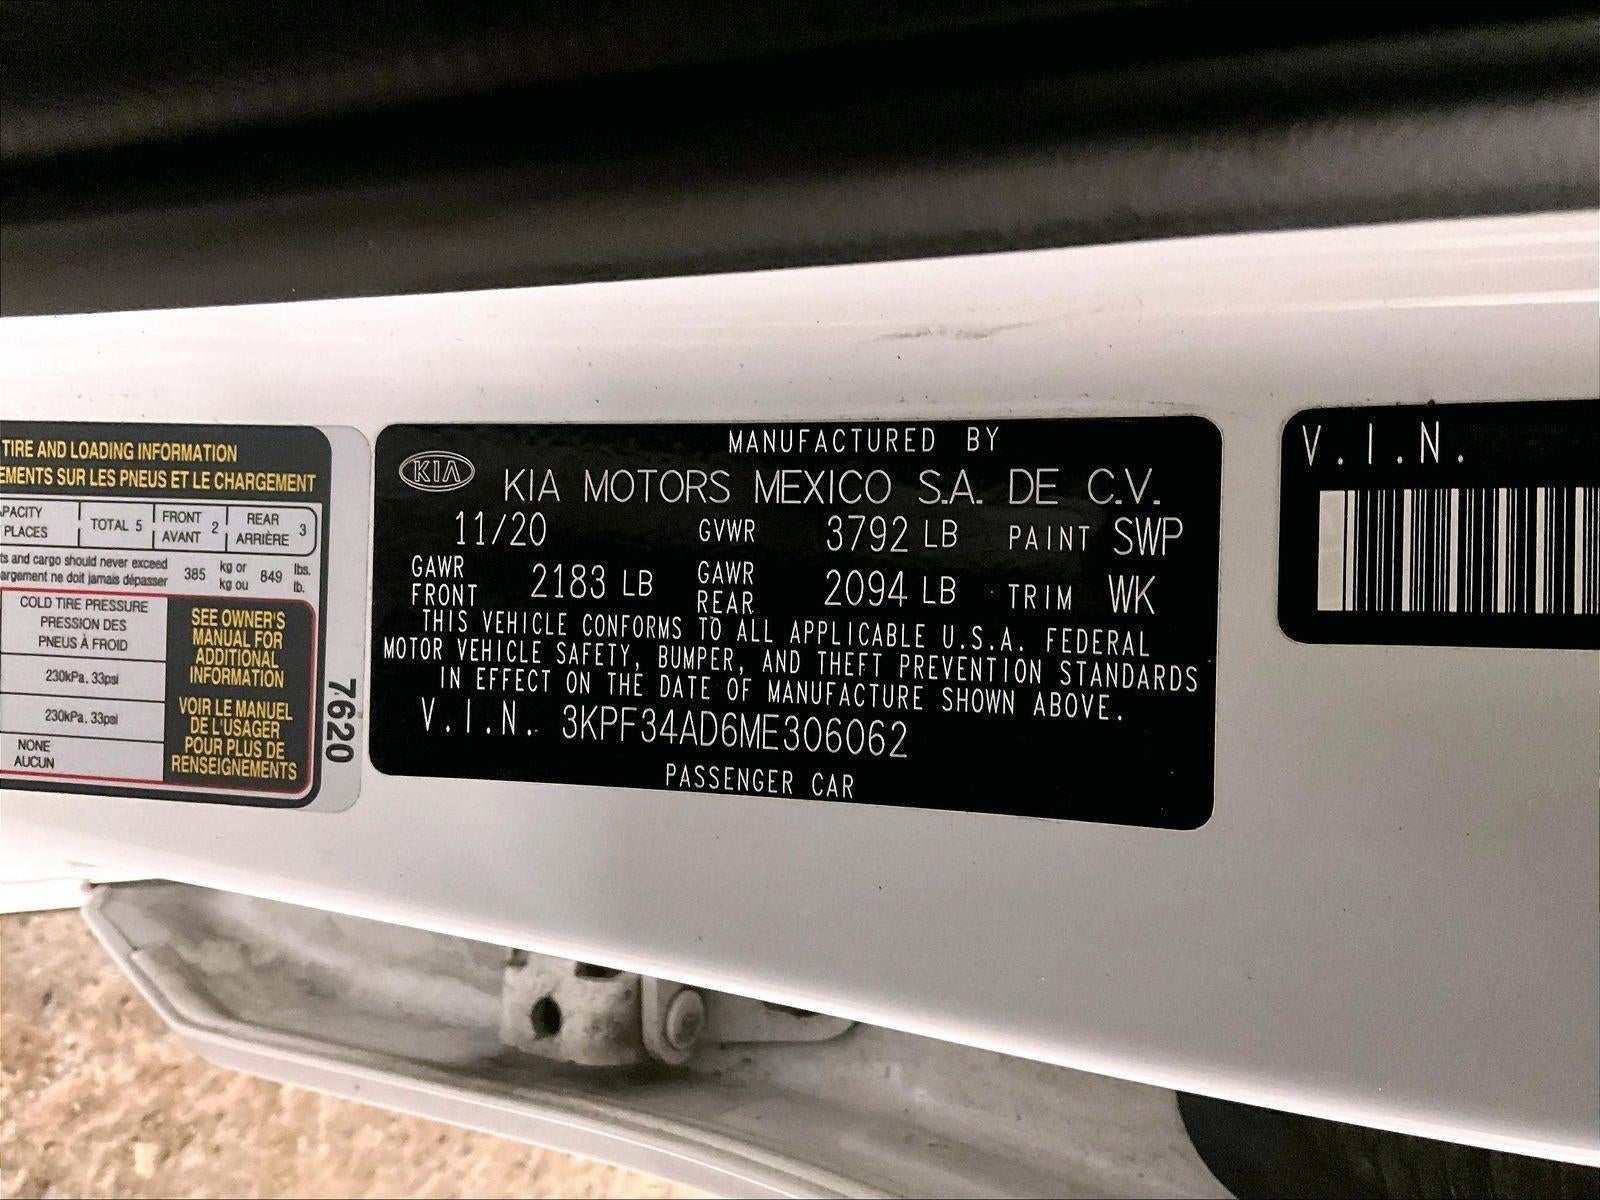 TIRE AND LOADING INFORMATION
EMENTS SUR LES PNEUS ET LE CHARGEMENT
PACITY
PLACES
TOTAL 5
FRONT
AVANT
2
REAR
ARRIÈRE
3
ts and cargo should never exceed
argement ne doit jamais dépasser
385
kg or
kg ou
849
lbs.
lb.
COLD TIRE PRESSURE
PRESSION DES
PNEUS À FROID
230kPa, 33psi
230kPa, 33psi
NONE
AUCUN
SEE OWNER'S
MANUAL FOR
ADDITIONAL
INFORMATION
VOIR LE MANUEL
DE L'USAGER
POUR PLUS DE
RENSEIGNEMENTS
7620
KIA
MANUFACTURED BY
KIA MOTORS MEXICO S.A. DE C.V.
11/20 GVWR 3792 LB PAINT SWP
GAWR FRONT 2183 LB GAWR REAR 2094 LB TRIM WK
THIS VEHICLE CONFORMS TO ALL APPLICABLE U.S.A. FEDERAL
MOTOR VEHICLE SAFETY, BUMPER, AND THEFT PREVENTION STANDARDS
IN EFFECT ON THE DATE OF MANUFACTURE SHOWN ABOVE.
V.I.N. 3KPF34AD6ME306062
PASSENGER CAR
V.I.N.